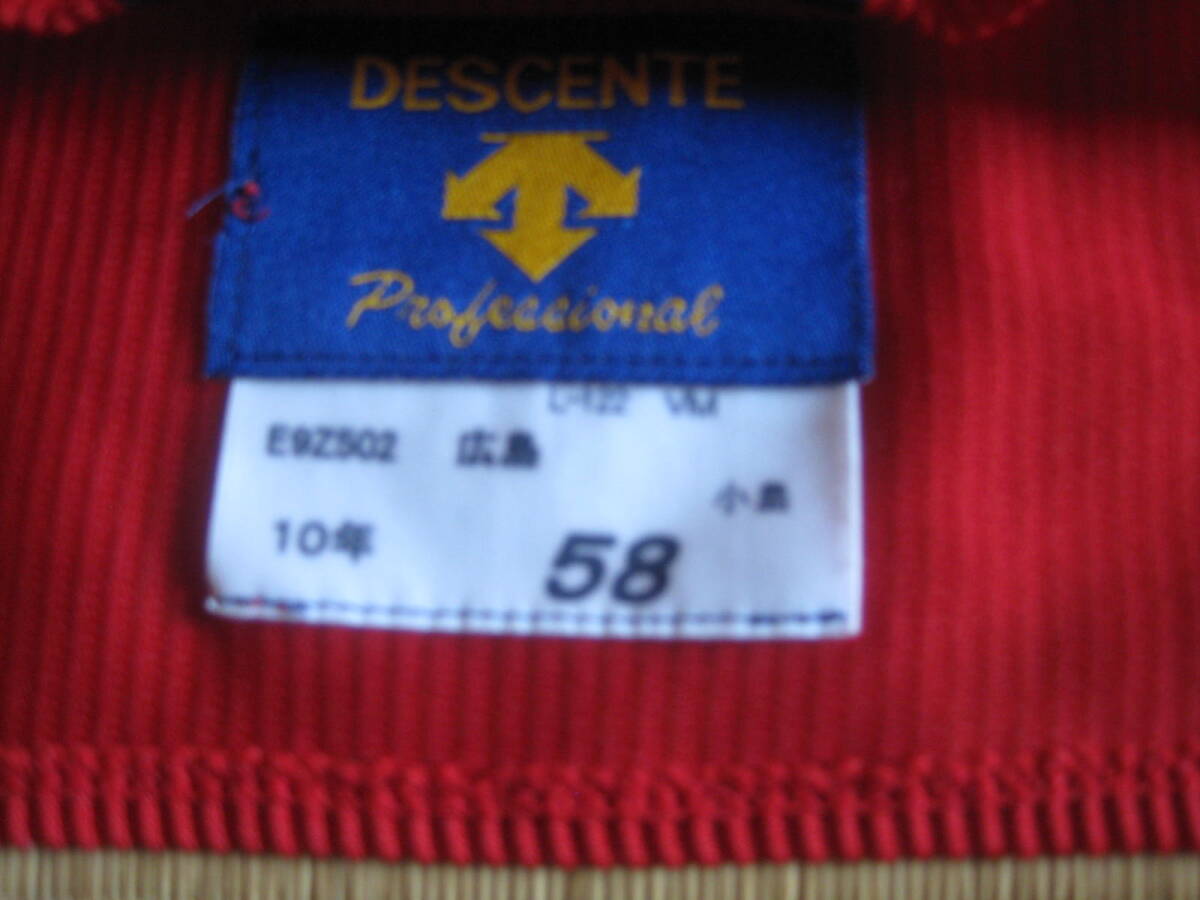 DESCENTE
Professional
E9Z502 広島
小島
10年 58